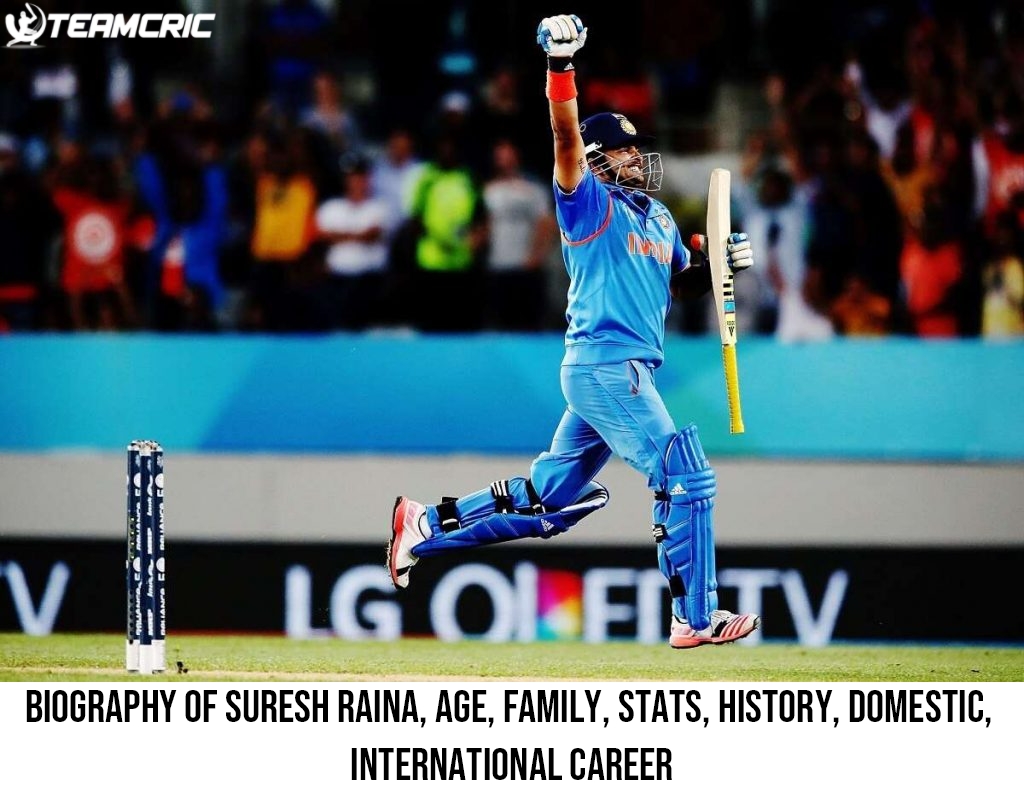 TEAMCRIC
INDIA
LG OLED TV
BIOGRAPHY OF SURESH RAINA, AGE, FAMILY, STATS, HISTORY, DOMESTIC,
INTERNATIONAL CAREER